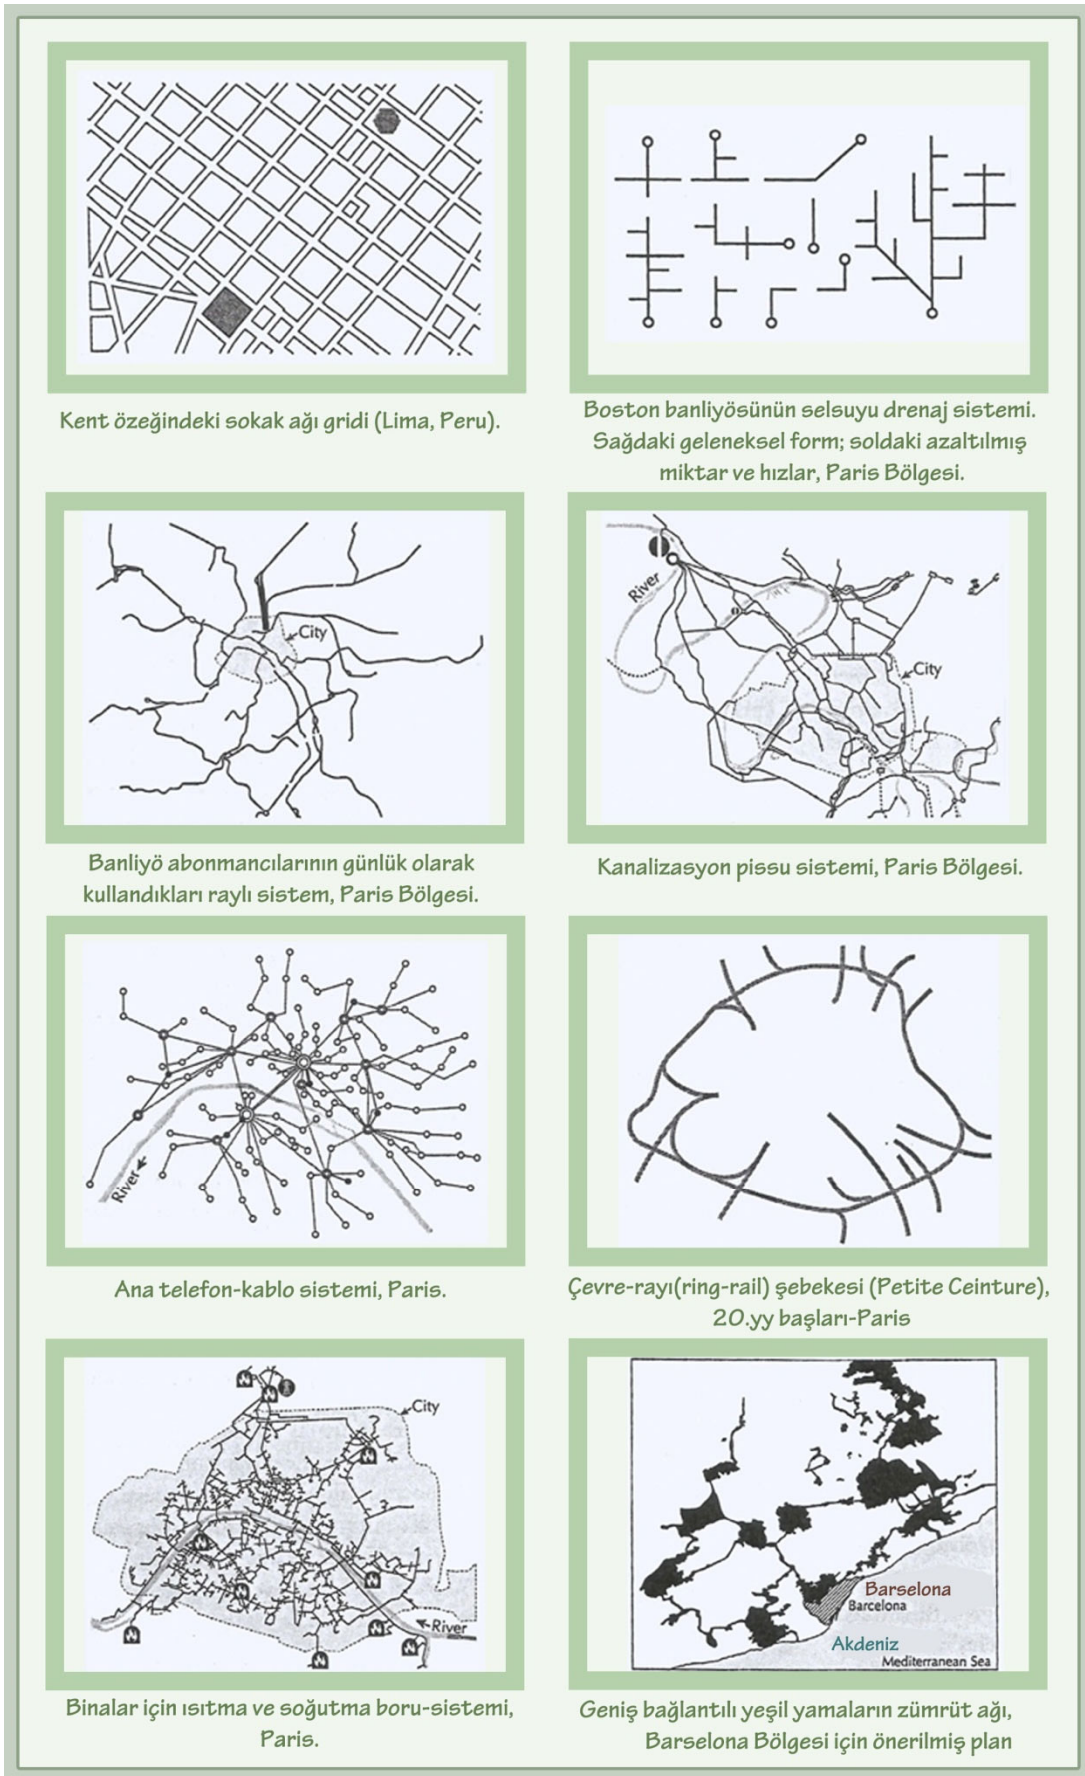 Kent özeğindeki sokak ağı gridi (Lima, Peru).
Boston banliyösünün selsuyu drenaj sistemi.
Sağdaki geleneksel form; soldaki azaltılmış
miktar ve hızlar, Paris Bölgesi.
City
Banliyö abonmancılarının günlük olarak
kullandıkları raylı sistem, Paris Bölgesi.
River
City
Kanalizasyon pissu sistemi, Paris Bölgesi.
River
Ana telefon-kablo sistemi, Paris.
Çevre-rayı(ring-rail) şebekesi (Petite Ceinture),
20.yy başları-Paris
City
River
Binalar için ısıtma ve soğutma boru-sistemi,
Paris.
Barselona
Barcelona
Akdeniz
Mediterranean Sea
Geniş bağlantılı yeşil yamaların zümrüt ağı,
Barselona Bölgesi için önerilmiş plan